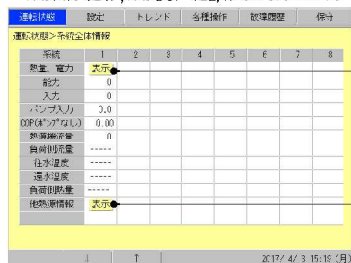 運転状態 設定 トレンド 各種操作 故障履歴 保守
運転状態>系統全体情報
系統 1 2 3 4 5 6 7 8
熱量 電力 表示
能力 0
入力 0
ポンプ入力 0.0
COP(ポンプなし) 0.00
熱源機流量 0
負荷側流量 -----
往水温度 -----
還水温度 -----
負荷側熱量 -----
他熱源情報 表示
↓ ↑ 2017/ 4/ 3 15:19 (月)